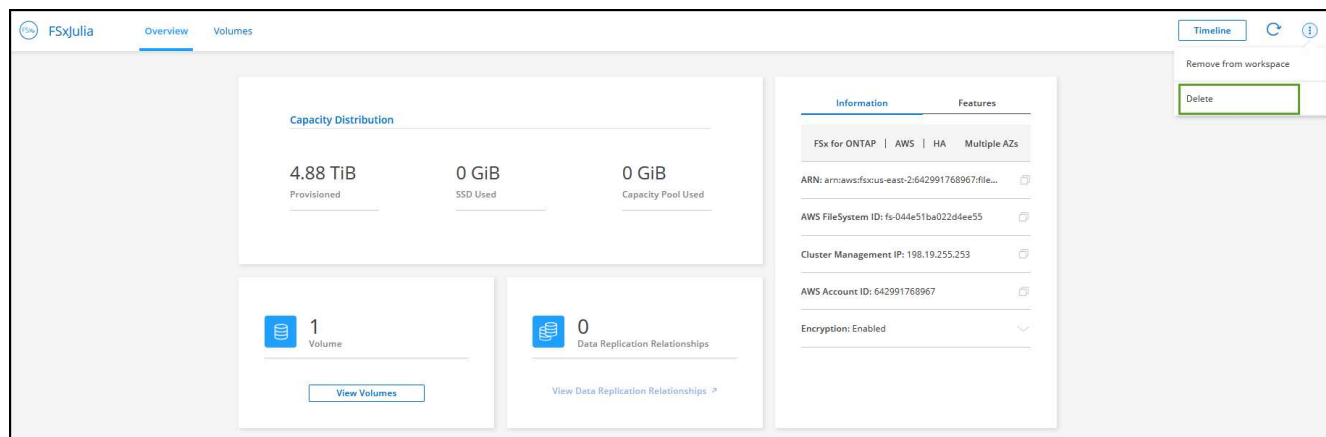 FSx FSxJulia Overview Volumes Timeline
Remove from workspace
Delete
Capacity Distribution
4.88 TiB 0 GiB 0 GiB
Provisioned SSD Used Capacity Pool Used
1
Volume
View Volumes
0
Data Replication Relationships
View Data Replication Relationships
Information Features
FSx for ONTAP | AWS | HA Multiple AZs
ARN: arn:aws:fsx:us-east-2:642991768967:file...
AWS FileSystem ID: fs-044e51ba022d4ee55
Cluster Management IP: 198.19.255.253
AWS Account ID: 642991768967
Encryption: Enabled